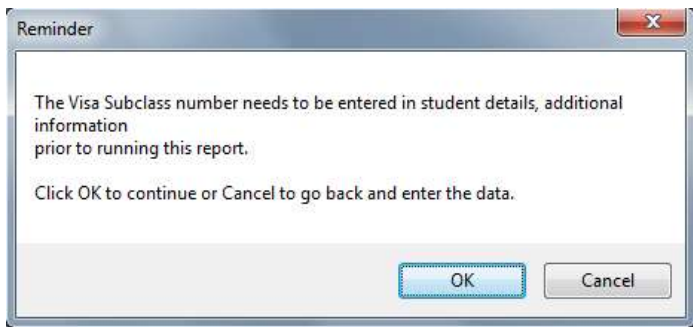 Reminder
The Visa Subclass number needs to be entered in student details, additional
information
prior to running this report.
Click OK to continue or Cancel to go back and enter the data.
OK
Cancel